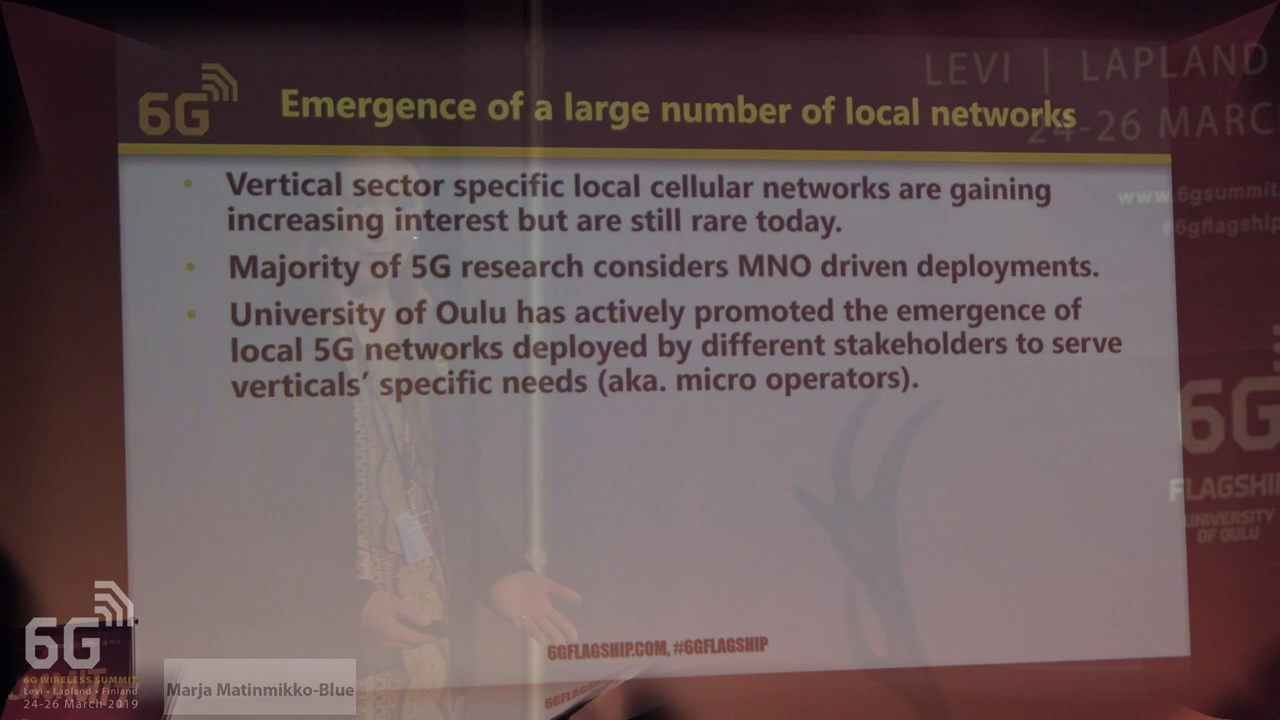 LEVI | LAPLAND
24-26 MARC
www.6gsummit
#6gflagship
6G
Emergence of a large number of local networks
• Vertical sector specific local cellular networks are gaining
increasing interest but are still rare today.
• Majority of 5G research considers MNO driven deployments.
• University of Oulu has actively promoted the emergence of
local 5G networks deployed by different stakeholders to serve
verticals’ specific needs (aka. micro operators).
6GFLAGSHIP.COM, #6GFLAGSHIP
6G
FLAGSHIP
UNIVERSITY
OF OULU
6G
6G WIRELESS SUMMIT
Levi • Lapland • Finland
24-26 March 2019
Marja Matinmikko-Blue